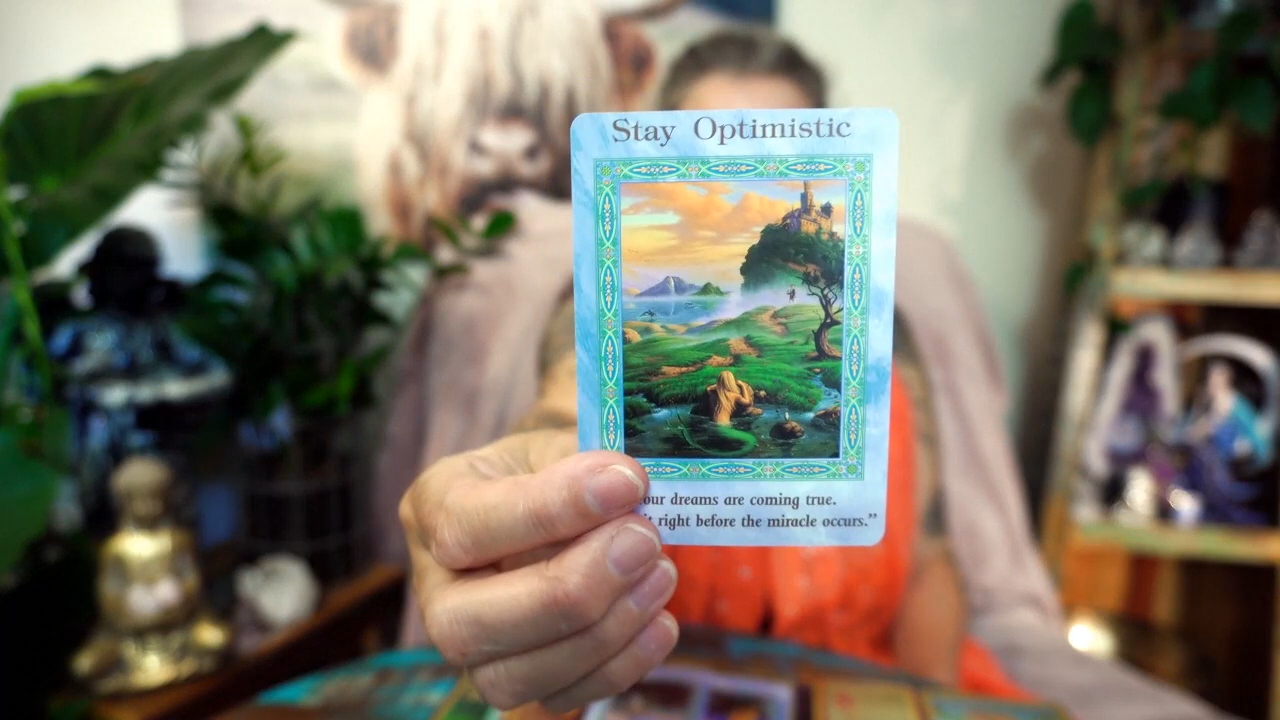 Stay Optimistic
our dreams are coming true.
t right before the miracle occurs.”